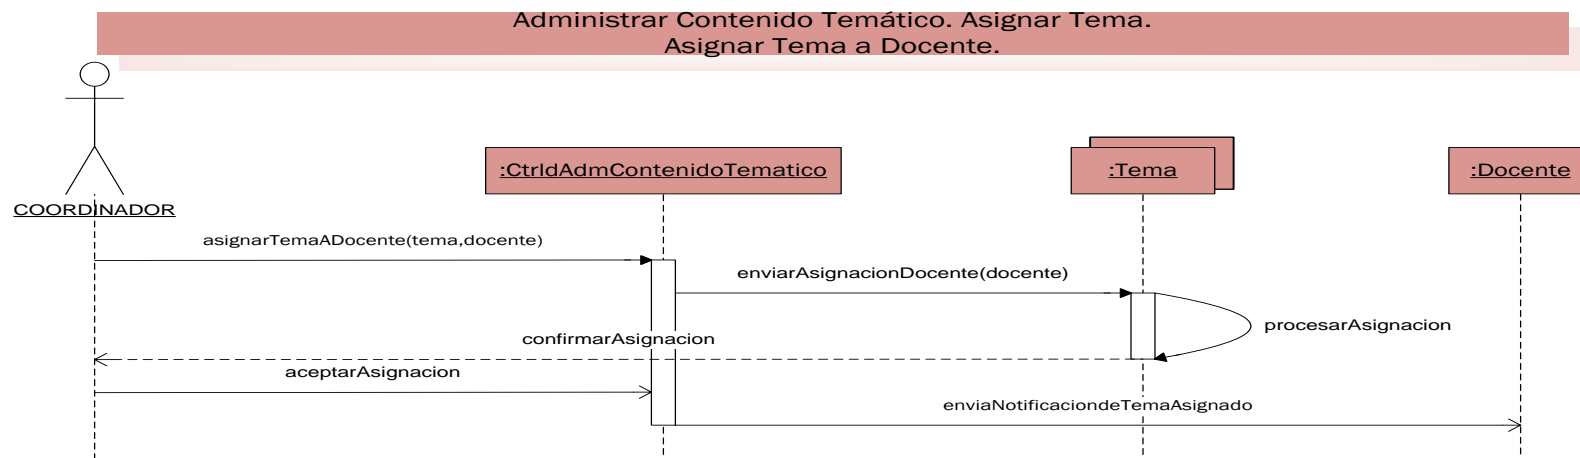 Administrar Contenido Temático. Asignar Tema.
Asignar Tema a Docente.
:CtrldAdmContenidoTematico
:Tema
:Docente
COORDINADOR
asignarTemaADocente(tema,docente)
enviarAsignacionDocente(docente)
procesarAsignacion
confirmarAsignacion
aceptarAsignacion
enviaNotificaciondeTemaAsignado